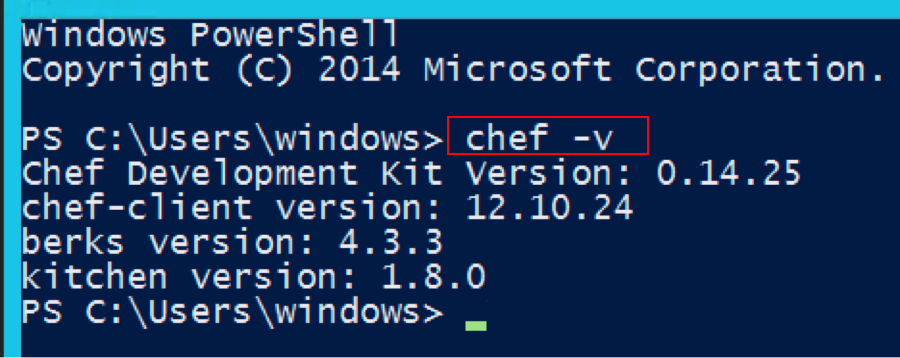 Windows PowerShell
Copyright (C) 2014 Microsoft Corporation.
PS C:\Users\windows> chef -v
Chef Development Kit Version: 0.14.25
chef-client version: 12.10.24
berks version: 4.3.3
kitchen version: 1.8.0
PS C:\Users\windows>